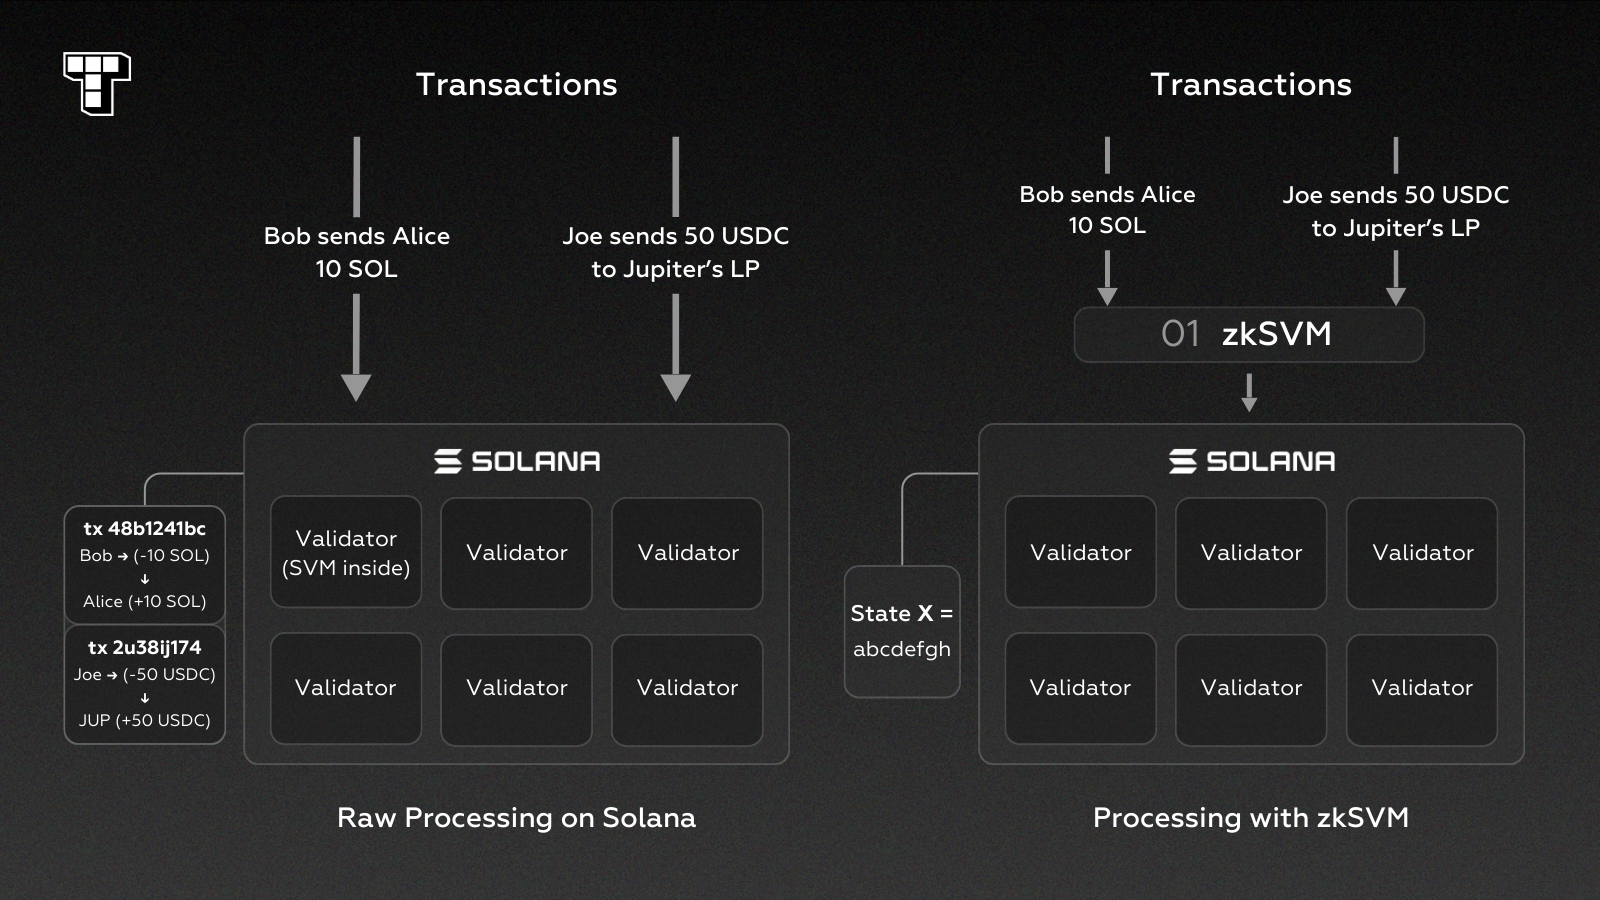 Transactions
Bob sends Alice
10 SOL
Joe sends 50 USDC
to Jupiter’s LP
SOLANA
Validator
(SVM inside)
Validator
Validator
Validator
Validator
Validator
tx 48b1241bc
Bob → (-10 SOL)
↓
Alice (+10 SOL)
tx 2u38ij174
Joe → (-50 USDC)
↓
JUP (+50 USDC)
Raw Processing on Solana
Transactions
Bob sends Alice
10 SOL
Joe sends 50 USDC
to Jupiter’s LP
01 zkSVM
SOLANA
Validator
Validator
Validator
Validator
Validator
Validator
State X =
abcdefgh
Processing with zkSVM